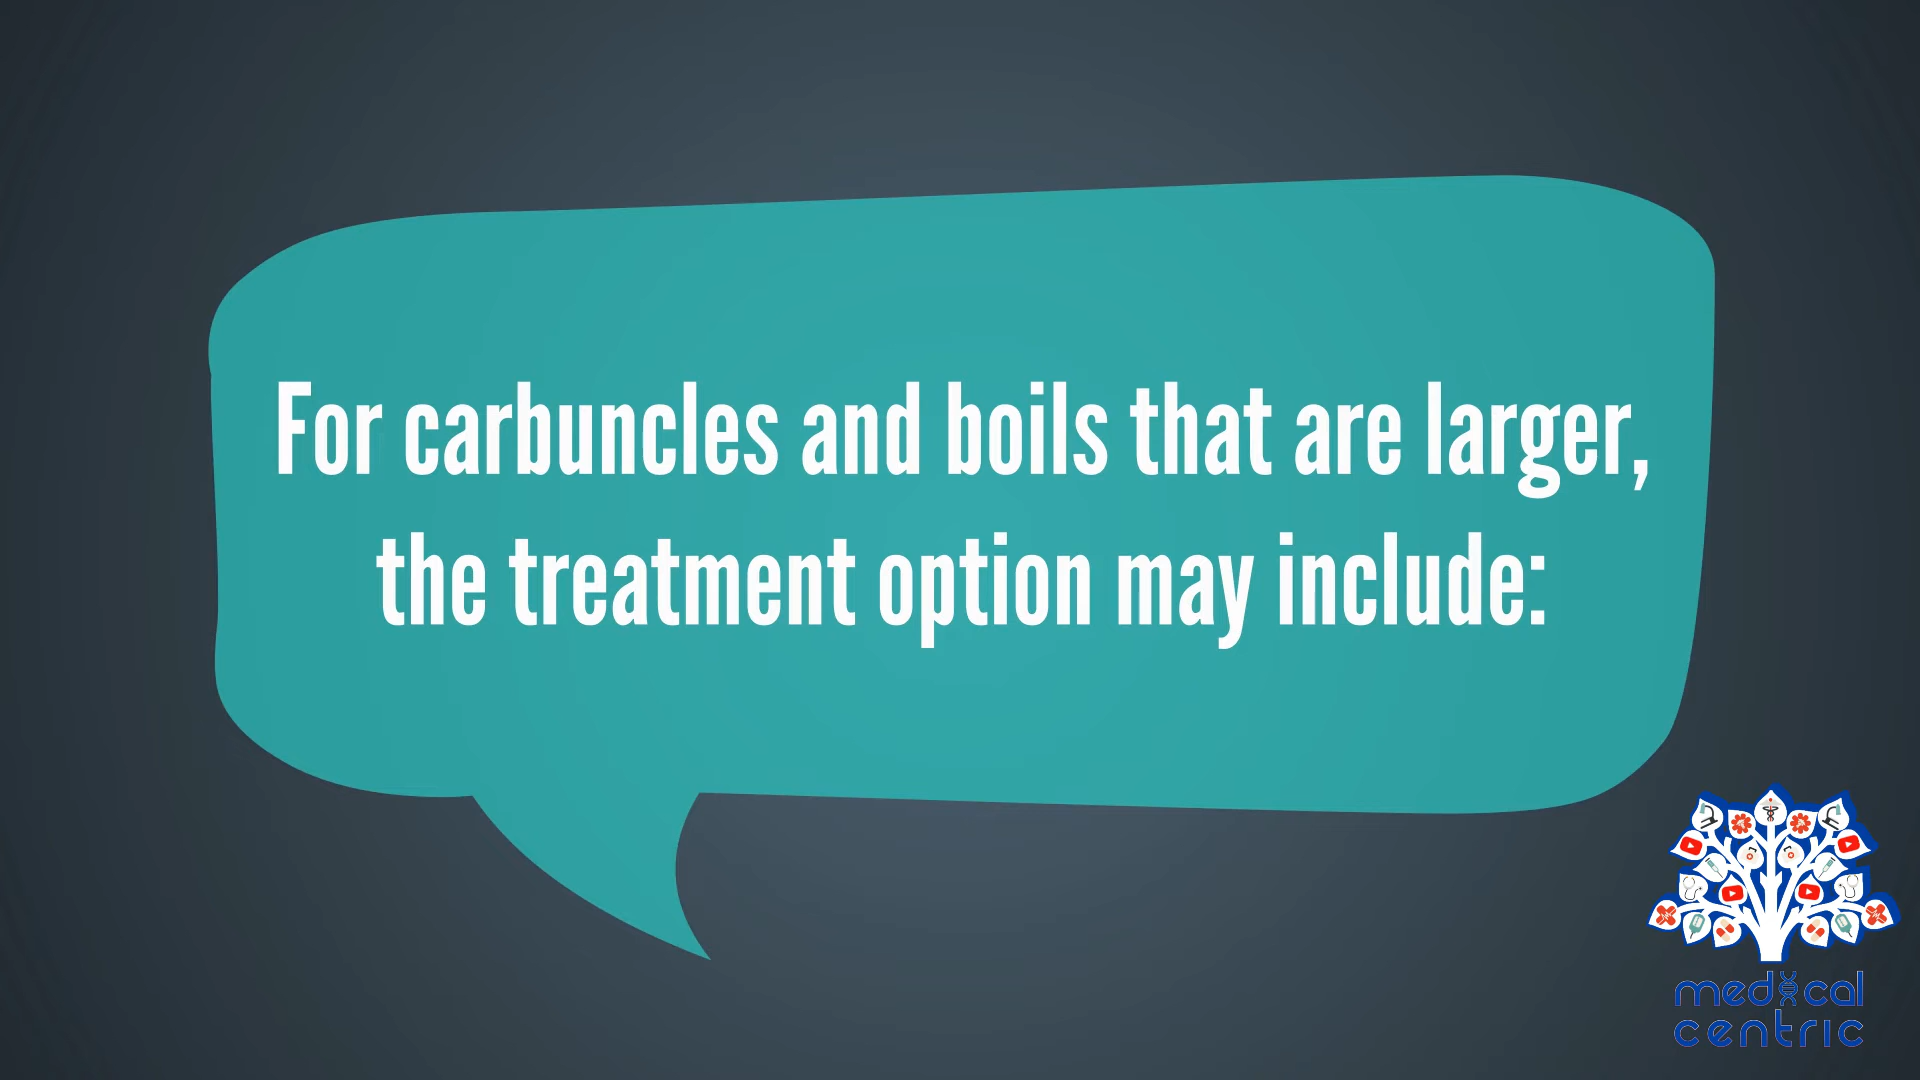 For carbuncles and boils that are larger,
the treatment option may include:
medical
centric